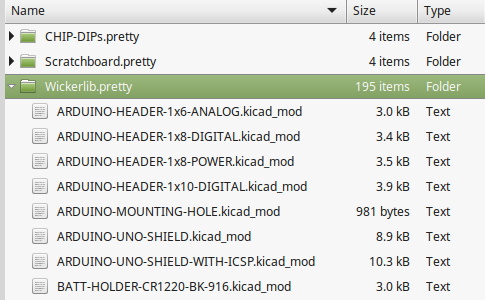 Name Size Type
CHIP-DIPs.pretty 4 items Folder
Scratchboard.pretty 4 items Folder
Wickerlib.pretty 195 items Folder
ARDUINO-HEADER-1x6-ANALOG.kicad_mod 3.0 kB Text
ARDUINO-HEADER-1x8-DIGITAL.kicad_mod 3.4 kB Text
ARDUINO-HEADER-1x8-POWER.kicad_mod 3.5 kB Text
ARDUINO-HEADER-1x10-DIGITAL.kicad_mod 3.9 kB Text
ARDUINO-MOUNTING-HOLE.kicad_mod 981 bytes Text
ARDUINO-UNO-SHIELD.kicad_mod 8.9 kB Text
ARDUINO-UNO-SHIELD-WITH-ICSP.kicad_mod 10.3 kB Text
BATT-HOLDER-CR1220-BK-916.kicad_mod 3.0 kB Text